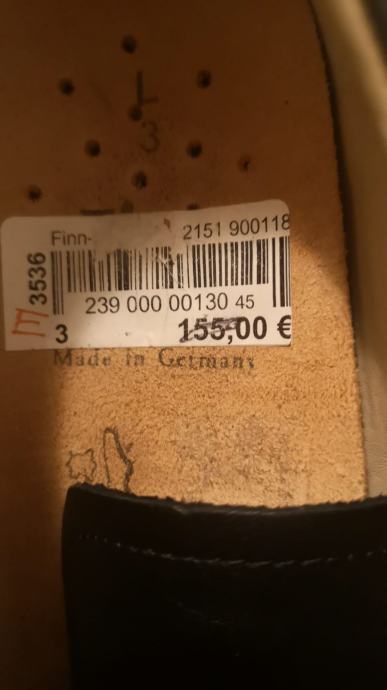 L
3
Finn-
2151 900118
3536
239 000 00130 45
3
155,00 €
Made in Germany